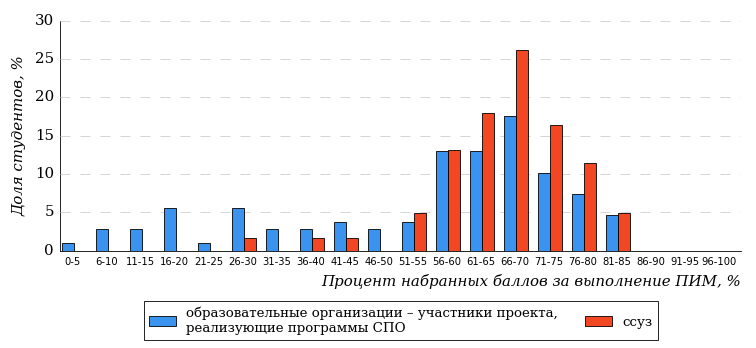 30
25
20
15
10
5
0
Доля студентов, %
0-5 6-10 11-15 16-20 21-25 26-30 31-35 36-40 41-45 46-50 51-55 56-60 61-65 66-70 71-75 76-80 81-85 86-90 91-95 96-100
Процент набранных баллов за выполнение ПИМ, %
образовательные организации – участники проекта,
реализующие программы СПО
ссуз